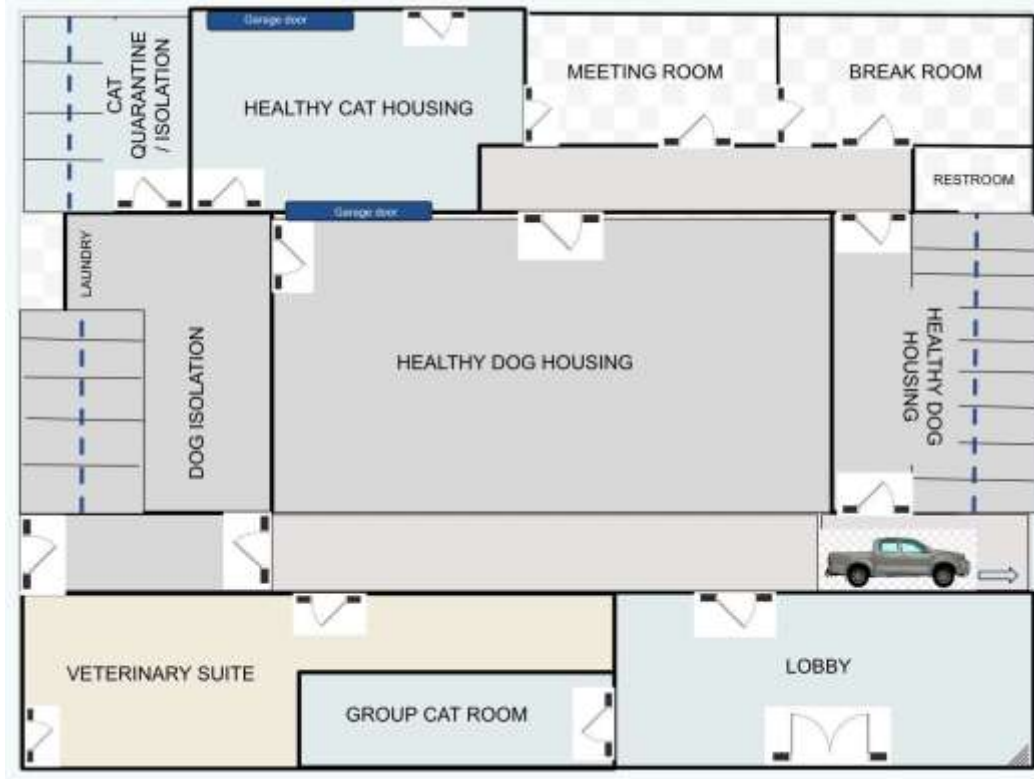 Garage door
CAT
QUARANTINE
/ ISOLATION
HEALTHY CAT HOUSING
MEETING ROOM
BREAK ROOM
RESTROOM
Garage door
LAUNDRY
DOG ISOLATION
HEALTHY DOG HOUSING
HEALTHY DOG
HOUSING
VETERINARY SUITE
GROUP CAT ROOM
LOBBY